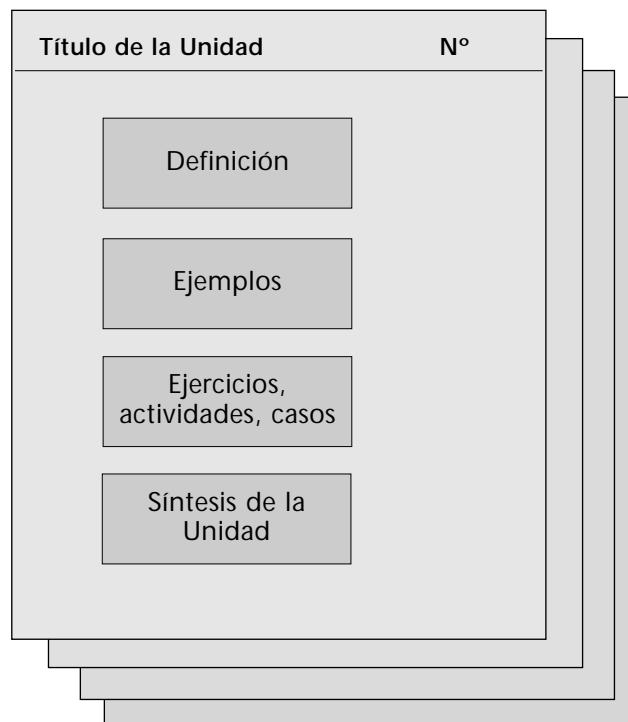 Título de la Unidad Nº
Definición
Ejemplos
Ejercicios,
actividades, casos
Síntesis de la
Unidad